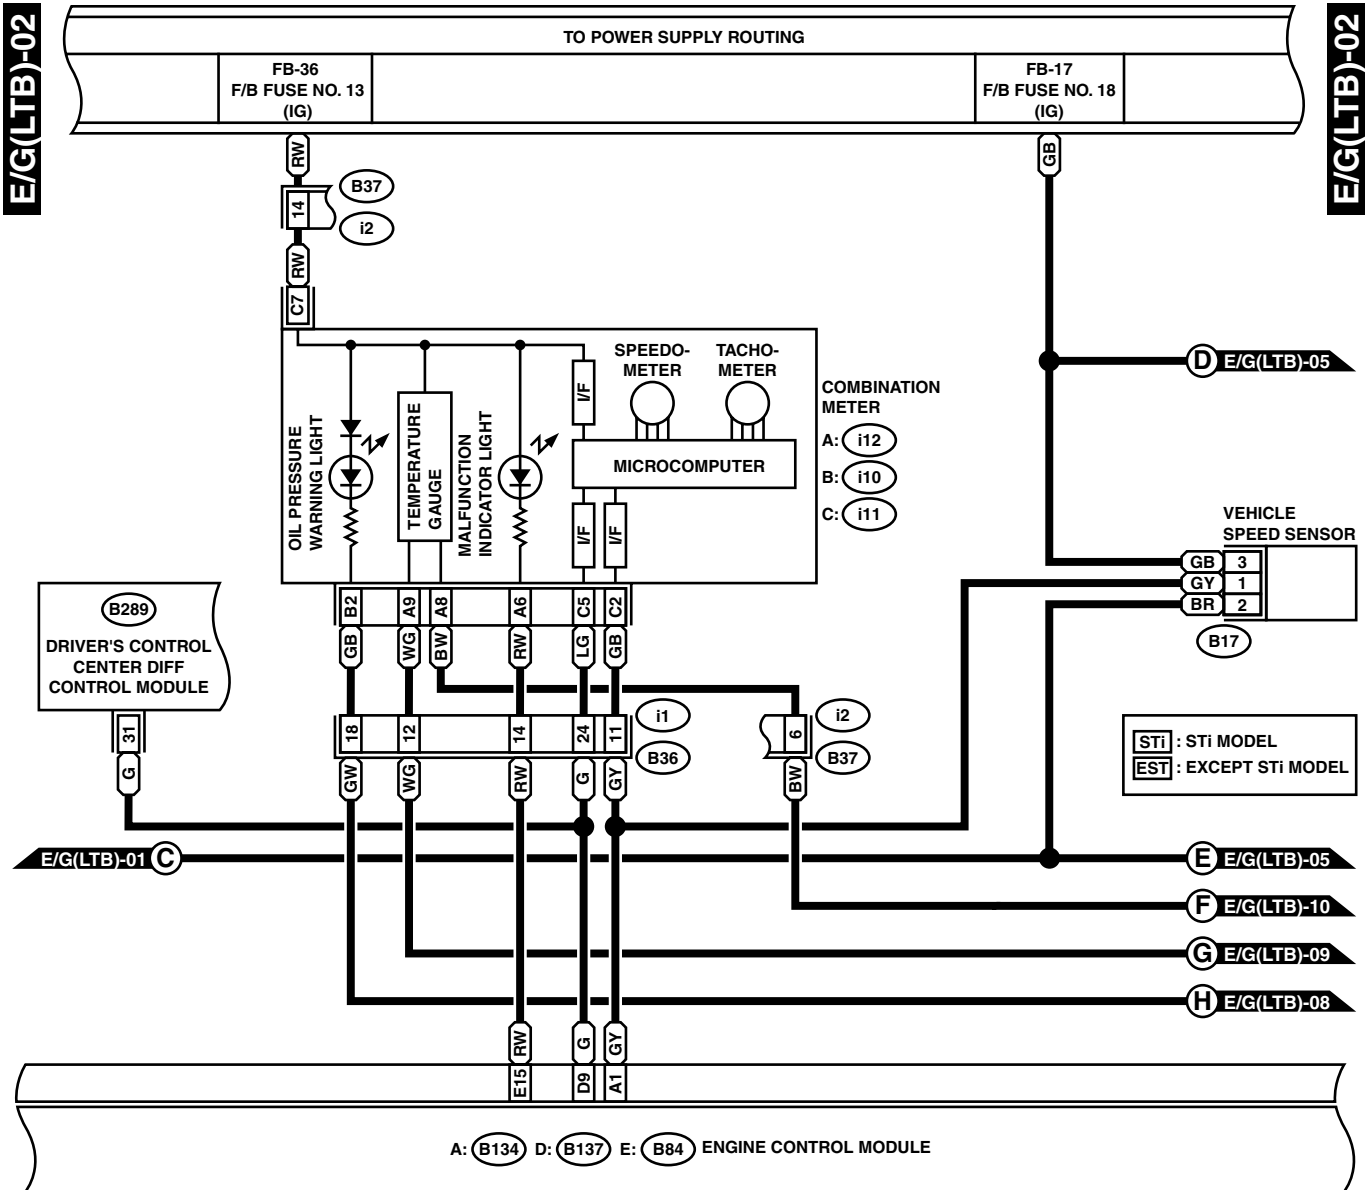 E/G(LTB)-02
E/G(LTB)-02
TO POWER SUPPLY ROUTING
FB-36
F/B FUSE NO. 13
(IG)
FB-17
F/B FUSE NO. 18
(IG)
RW
GB
14
B37
i2
RW
C7
OIL PRESSURE
WARNING LIGHT
TEMPERATURE
GAUGE
MALFUNCTION
INDICATOR LIGHT
I/F
SPEEDO-
METER
TACHO-
METER
MICROCOMPUTER
I/F
I/F
COMBINATION
METER
A: i12
B: i10
C: i11
D E/G(LTB)-05
VEHICLE
SPEED SENSOR
GB 3
GY 1
BR 2
B17
B289
DRIVER'S CONTROL
CENTER DIFF
CONTROL MODULE
31
G
B2 A9 A8 A6 C5 C2
GB WG BW RW LG GB
18 12 14 24 11
i1
B36
GW WG RW G GY
6
i2
B37
BW
STi : STi MODEL
EST : EXCEPT STi MODEL
E/G(LTB)-01 C
E E/G(LTB)-05
F E/G(LTB)-10
G E/G(LTB)-09
H E/G(LTB)-08
RW G GY
E15 D9 A1
A: B134 D: B137 E: B84 ENGINE CONTROL MODULE